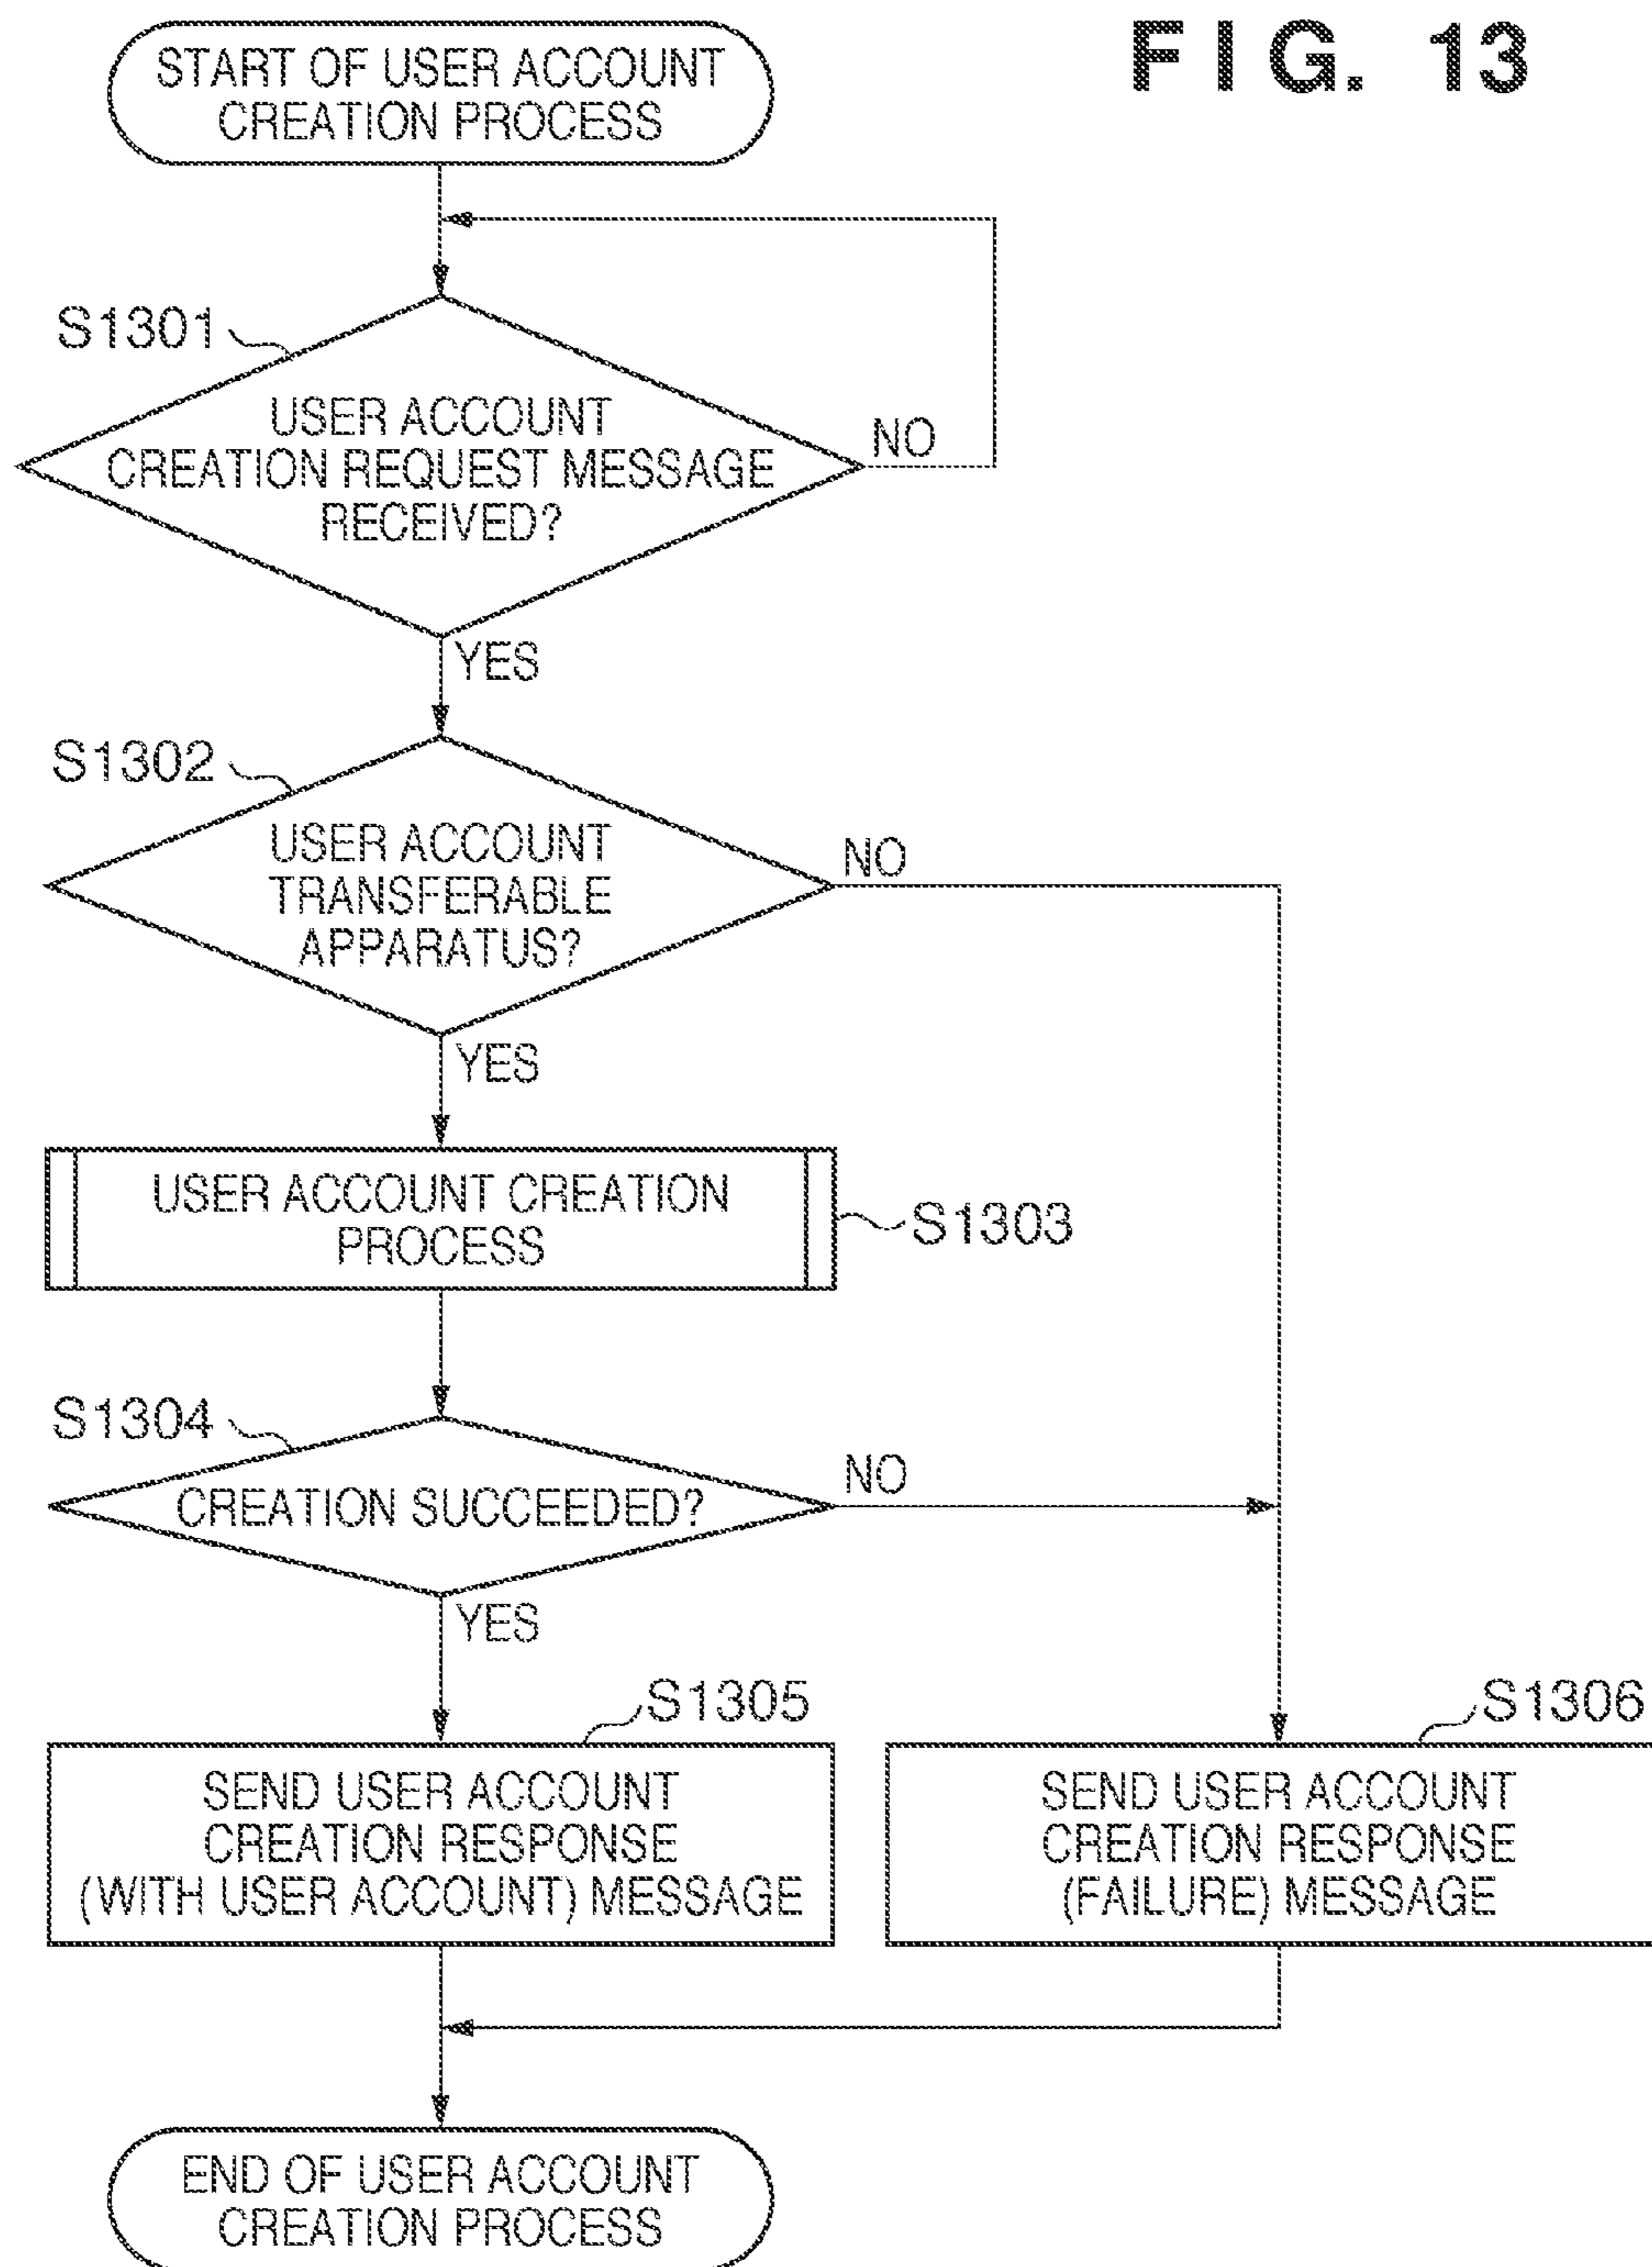 FIG. 13
START OF USER ACCOUNT
CREATION PROCESS
S1301
USER ACCOUNT
CREATION REQUEST MESSAGE
RECEIVED?
NO
YES
S1302
USER ACCOUNT
TRANSFERABLE
APPARATUS?
NO
YES
USER ACCOUNT CREATION
PROCESS
S1303
S1304
CREATION SUCCEEDED?
NO
YES
S1305
SEND USER ACCOUNT
CREATION RESPONSE
(WITH USER ACCOUNT) MESSAGE
S1306
SEND USER ACCOUNT
CREATION RESPONSE
(FAILURE) MESSAGE
END OF USER ACCOUNT
CREATION PROCESS